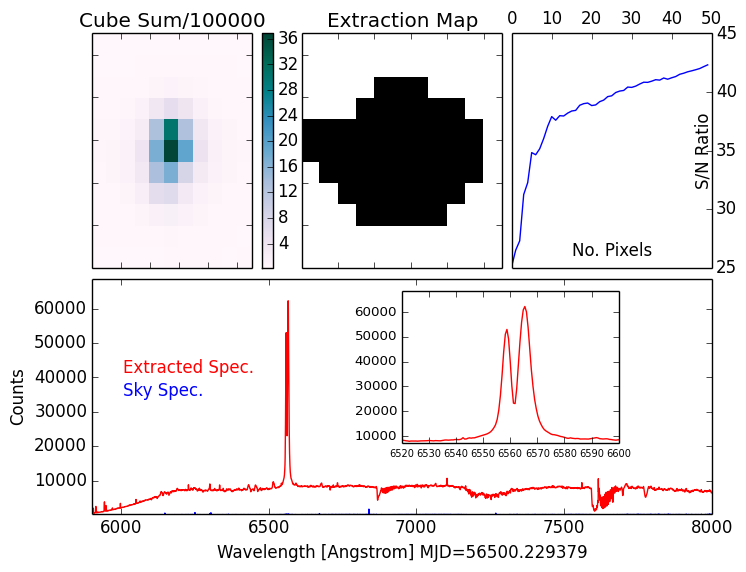 Cube Sum/100000
Extraction Map
0 10 20 30 40 50
36
32
28
24
20
16
12
8
4
45
40
35
30
25
S/N Ratio
No. Pixels
60000
50000
40000
30000
20000
10000
Counts
Extracted Spec.
Sky Spec.
60000
50000
40000
30000
20000
10000
6520 6530 6540 6550 6560 6570 6580 6590 6600
6000 6500 7000 7500 8000
Wavelength [Angstrom] MJD=56500.229379